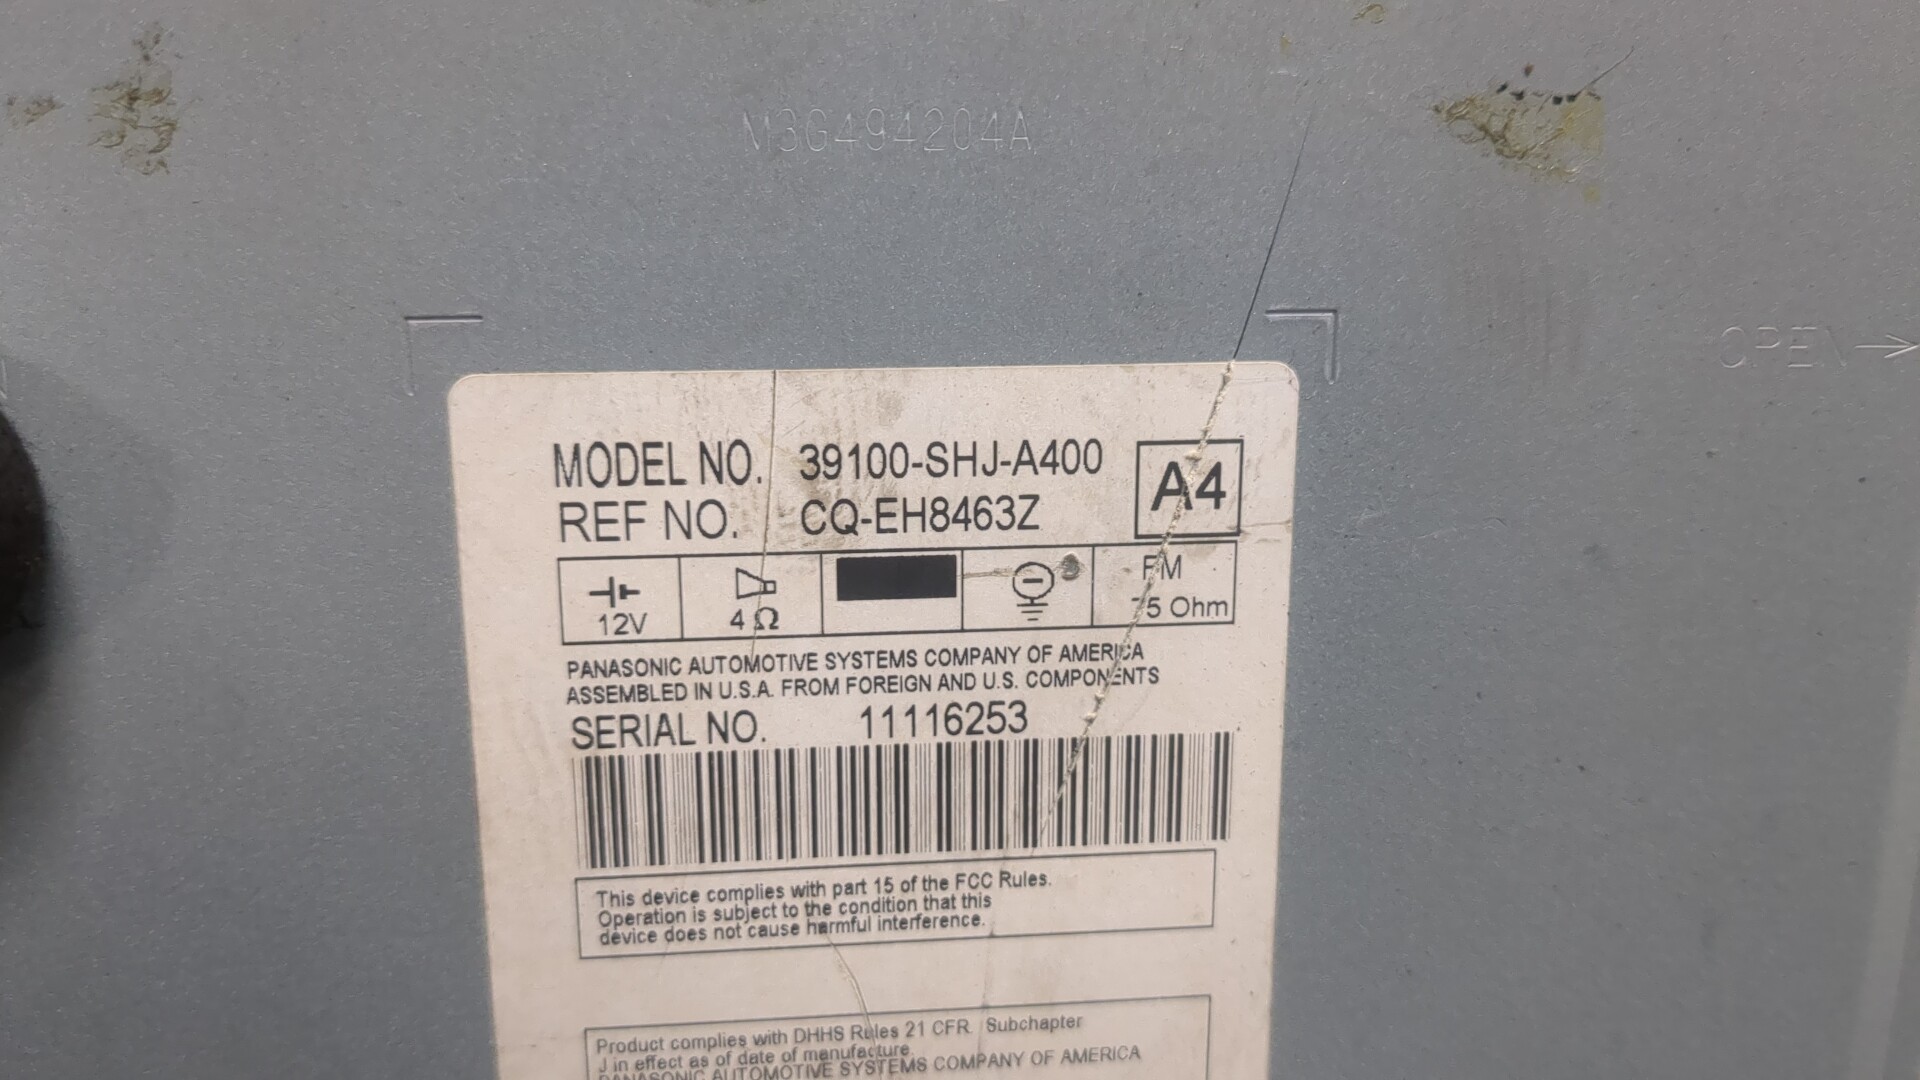 M3G494204A
OPEN →
MODEL NO. 39100-SHJ-A400
A4
REF NO. CQ-EH8463Z
12V
4 Ω
FM
75 Ohm
PANASONIC AUTOMOTIVE SYSTEMS COMPANY OF AMERICA
ASSEMBLED IN U.S.A. FROM FOREIGN AND U.S. COMPONENTS
SERIAL NO. 11116253
This device complies with part 15 of the FCC Rules.
Operation is subject to the condition that this
device does not cause harmful interference.
Product complies with DHHS Rules 21 CFR. Subchapter
J in effect as of date of manufacture.
PANASONIC AUTOMOTIVE SYSTEMS COMPANY OF AMERICA